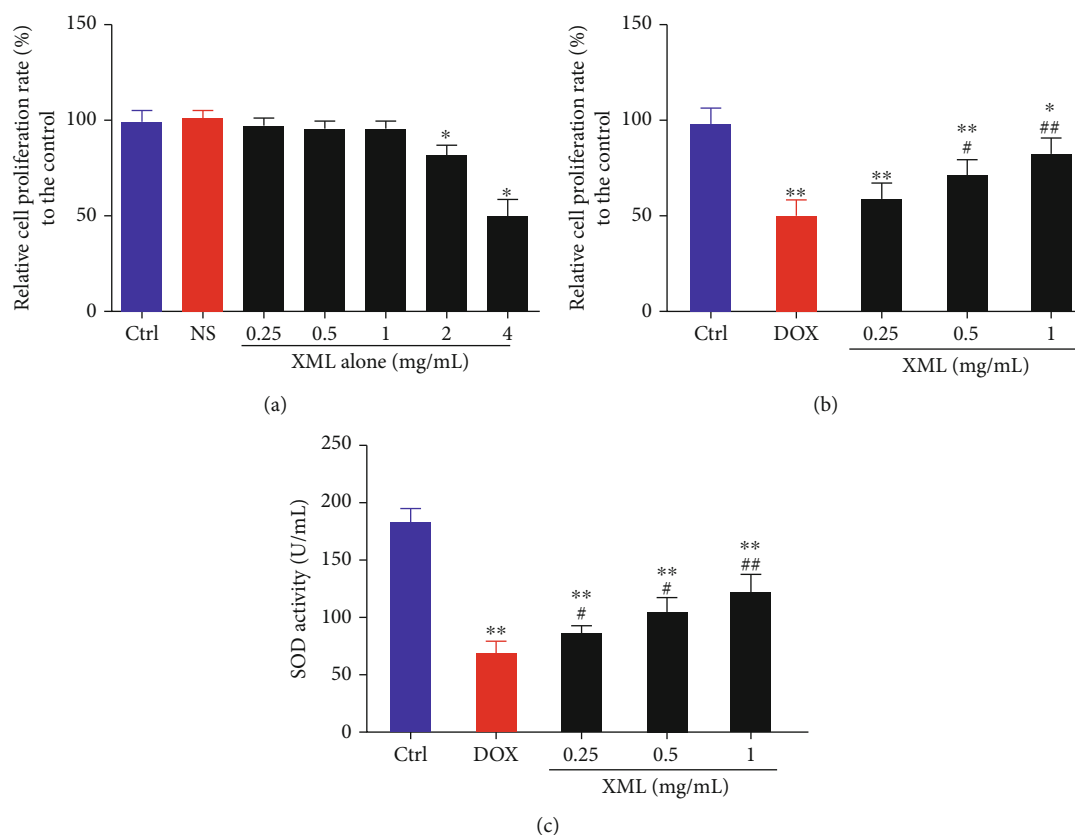 Relative cell proliferation rate (%)
to the control
150
100
50
0
*
*
Ctrl NS 0.25 0.5 1 2 4
XML alone (mg/mL)
(a)
Relative cell proliferation rate (%)
to the control
150
100
50
0
**
**
**
#
*
##
Ctrl DOX 0.25 0.5 1
XML (mg/mL)
(b)
SOD activity (U/mL)
250
200
150
100
50
0
**
**
#
**
#
**
##
Ctrl DOX 0.25 0.5 1
XML (mg/mL)
(c)